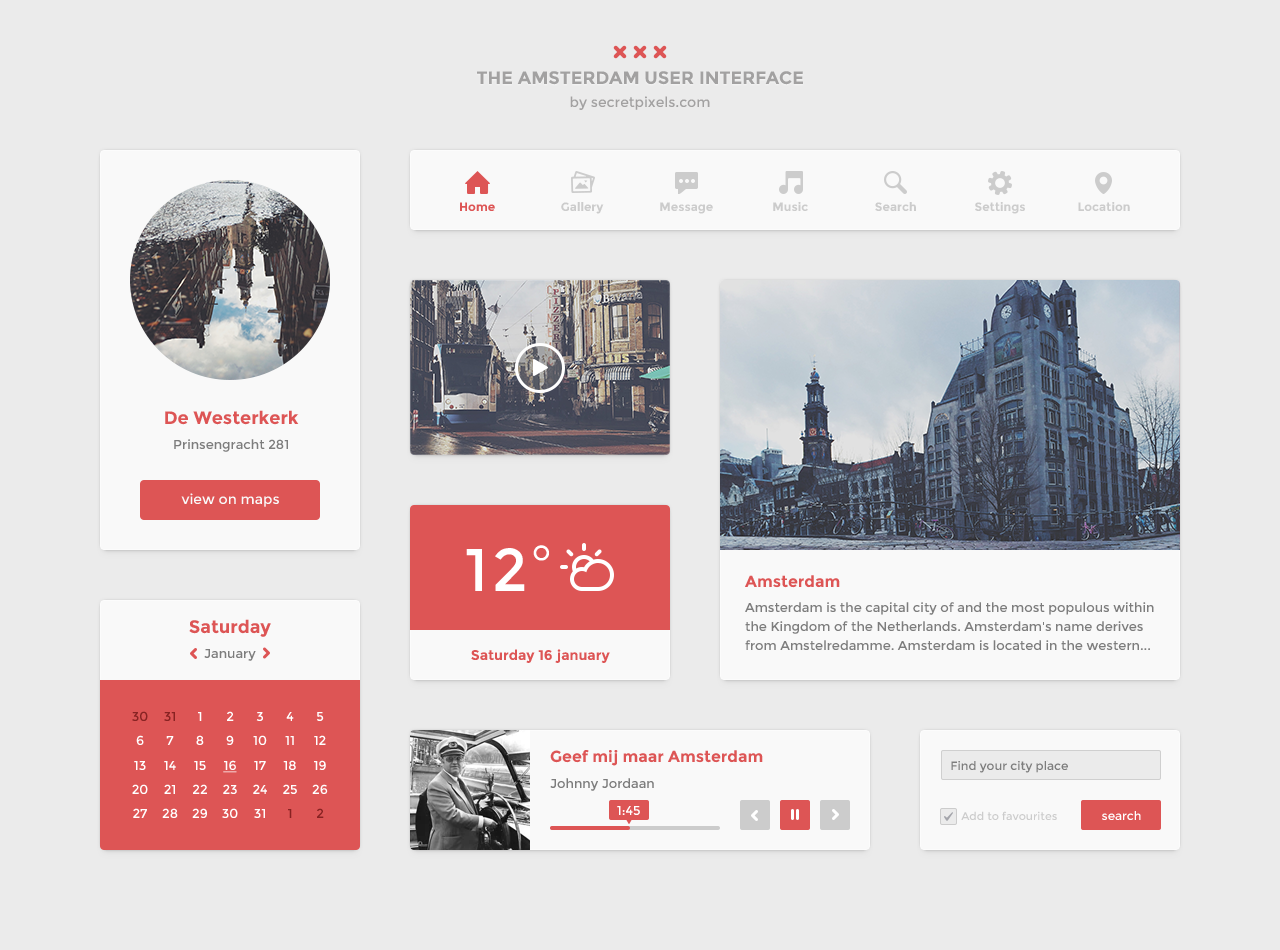 THE AMSTERDAM USER INTERFACE
by secretpixels.com
Home Gallery Message Music Search Settings Location
De Westerkerk
Prinsengracht 281
view on maps
Bavaria
12°
Saturday 16 january
Amsterdam
Amsterdam is the capital city of and the most populous within
the Kingdom of the Netherlands. Amsterdam's name derives
from Amstelredamme. Amsterdam is located in the western...
Saturday
January
30 31 1 2 3 4 5
6 7 8 9 10 11 12
13 14 15 16 17 18 19
20 21 22 23 24 25 26
27 28 29 30 31 1 2
Geef mij maar Amsterdam
Johnny Jordaan
1:45
Find your city place
Add to favourites
search